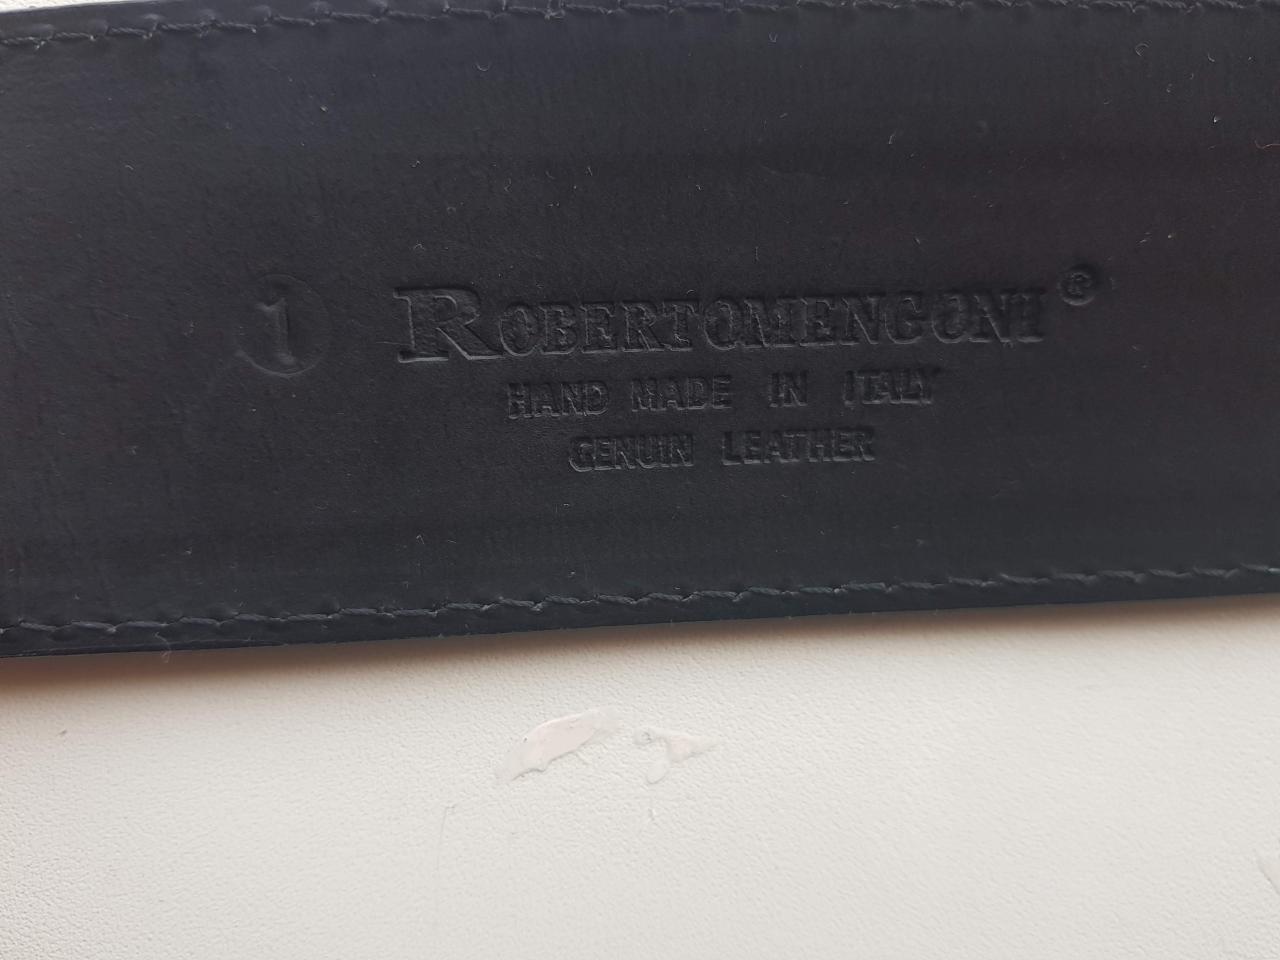 1 ROBERTOMENGONI®
HAND MADE IN ITALY
GENUIN LEATHER